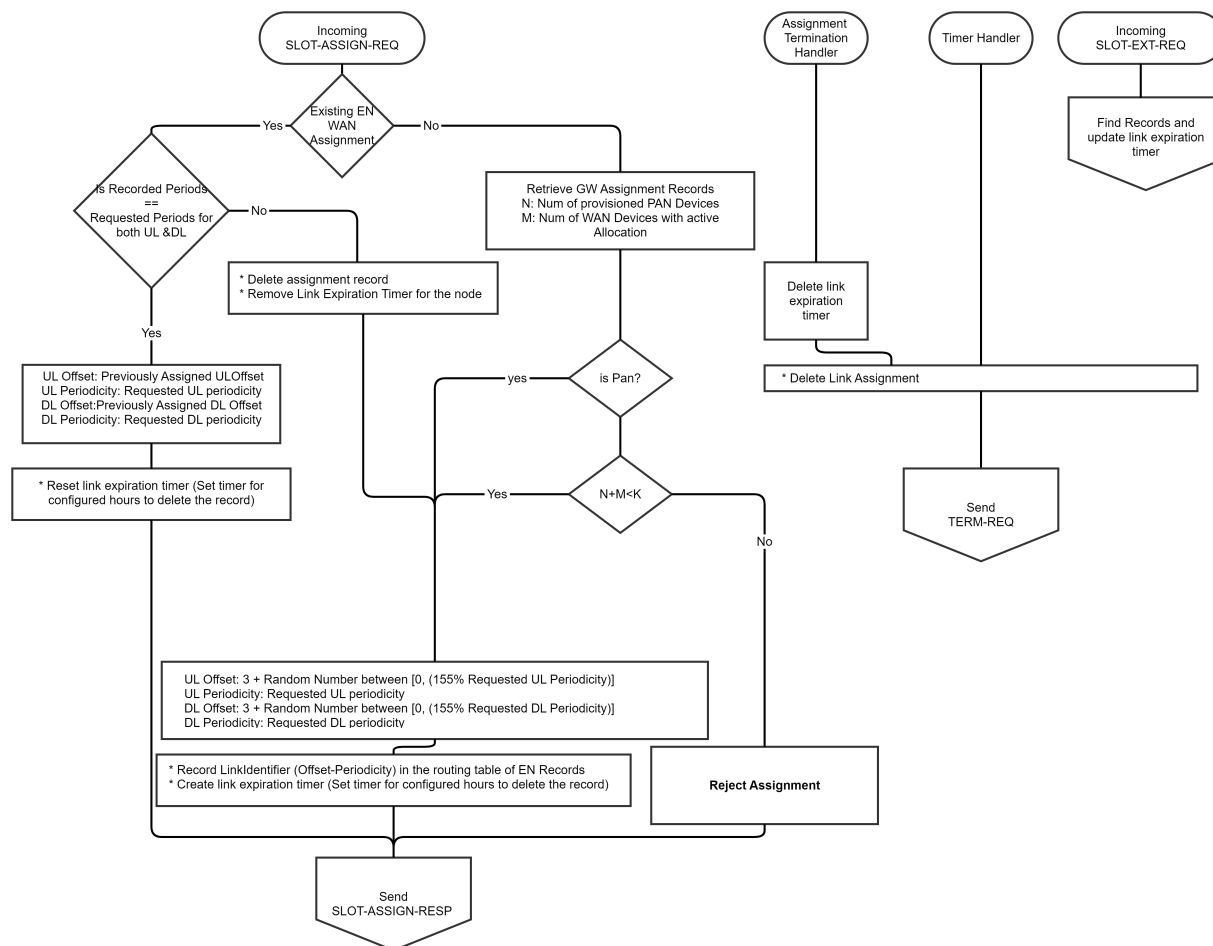 Incoming
SLOT-ASSIGN-REQ
Assignment
Termination
Handler
Timer Handler
Incoming
SLOT-EXT-REQ
Existing EN
WAN
Assignment
Yes
No
Find Records and
update link expiration
timer
Is Recorded Periods
==
Requested Periods for
both UL &DL
No
Retrieve GW Assignment Records
N: Num of provisioned PAN Devices
M: Num of WAN Devices with active
Allocation
* Delete assignment record
* Remove Link Expiration Timer for the node
Delete link
expiration
timer
Yes
UL Offset: Previously Assigned ULOffset
UL Periodicity: Requested UL periodicity
DL Offset:Previously Assigned DL Offset
DL Periodicity: Requested DL periodicity
yes
is Pan?
* Delete Link Assignment
* Reset link expiration timer (Set timer for
configured hours to delete the record)
Yes
N+M<K
Send
TERM-REQ
No
UL Offset: 3 + Random Number between [0, (155% Requested UL Periodicity)]
UL Periodicity: Requested UL periodicity
DL Offset: 3 + Random Number between [0, (155% Requested DL Periodicity)]
DL Periodicity: Requested DL periodicity
* Record LinkIdentifier (Offset-Periodicity) in the routing table of EN Records
* Create link expiration timer (Set timer for configured hours to delete the record)
Reject Assignment
Send
SLOT-ASSIGN-RESP